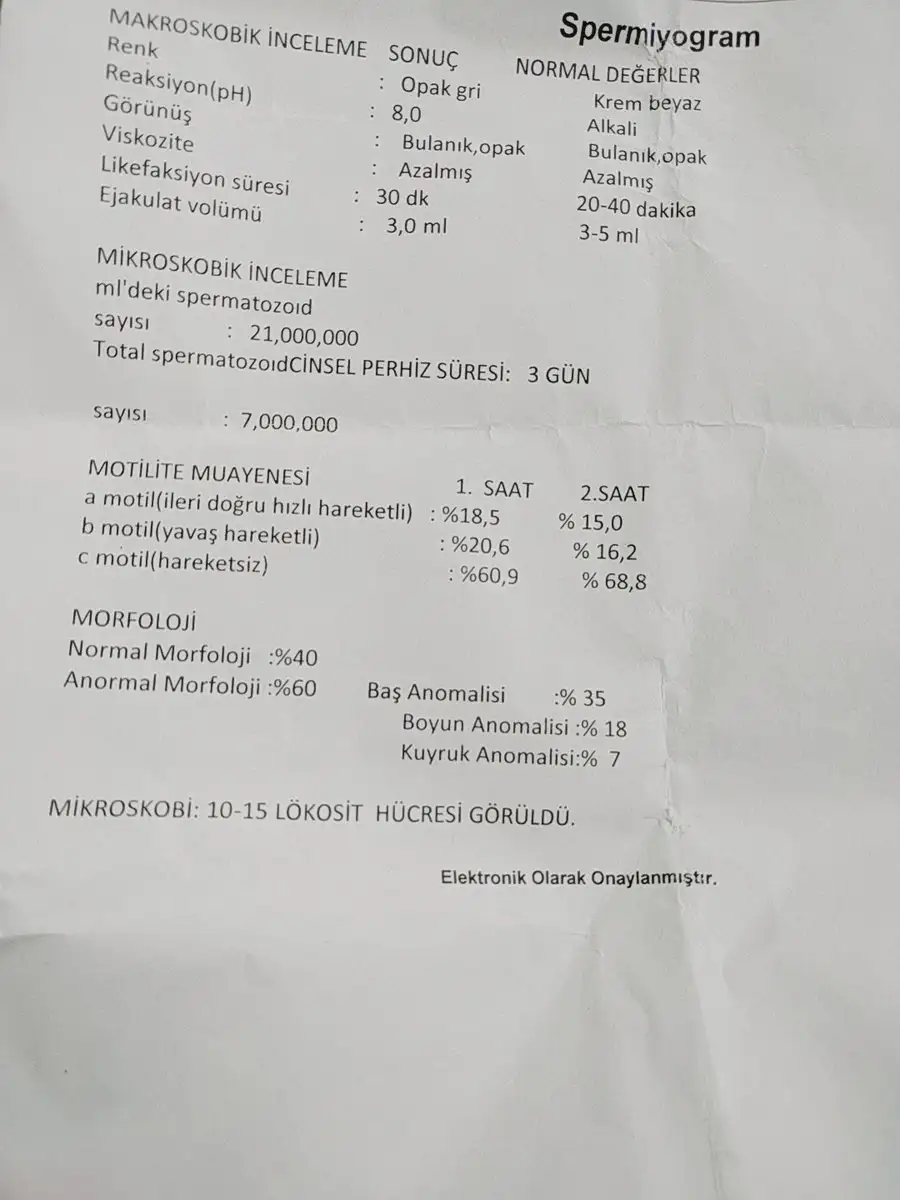 Spermiyogram
MAKROSKOBİK İNCELEME SONUÇ NORMAL DEĞERLER
Renk : Opak gri Krem beyaz
Reaksiyon(pH) : 8,0 Alkali
Görünüş : Bulanık,opak Bulanık,opak
Viskozite : Azalmış Azalmış
Likefaksiyon süresi : 30 dk 20-40 dakika
Ejakulat volümü : 3,0 ml 3-5 ml
MİKROSKOBİK İNCELEME
ml'deki spermatozoıd
sayısı : 21,000,000
Total spermatozoıdCİNSEL PERHİZ SÜRESİ: 3 GÜN
sayısı : 7,000,000
MOTİLİTE MUAYENESİ 1. SAAT 2.SAAT
a motil(ileri doğru hızlı hareketli) : %18,5 % 15,0
b motil(yavaş hareketli) : %20,6 % 16,2
c motil(hareketsiz) : %60,9 % 68,8
MORFOLOJİ
Normal Morfoloji :%40
Anormal Morfoloji :%60 Baş Anomalisi :% 35
Boyun Anomalisi :% 18
Kuyruk Anomalisi:% 7
MİKROSKOBİ: 10-15 LÖKOSİT HÜCRESİ GÖRÜLDÜ.
Elektronik Olarak Onaylanmıştır.